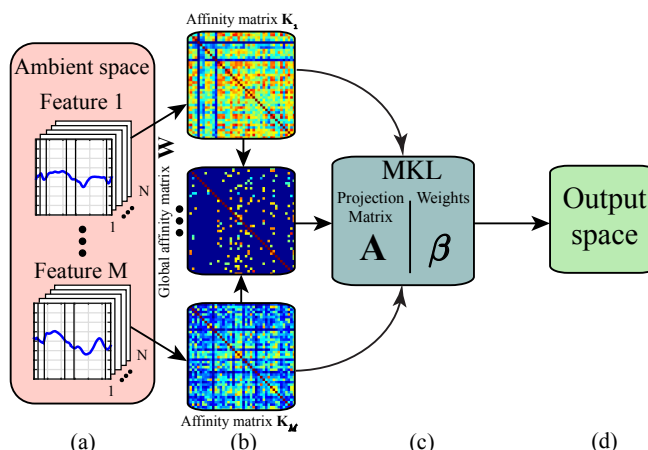 Affinity matrix K1
Ambient space
Feature 1
N
1
Feature M
N
1
Global affinity matrix W
Affinity matrix KM
MKL
Projection
Matrix
A
Weights
β
Output
space
(a)
(b)
(c)
(d)